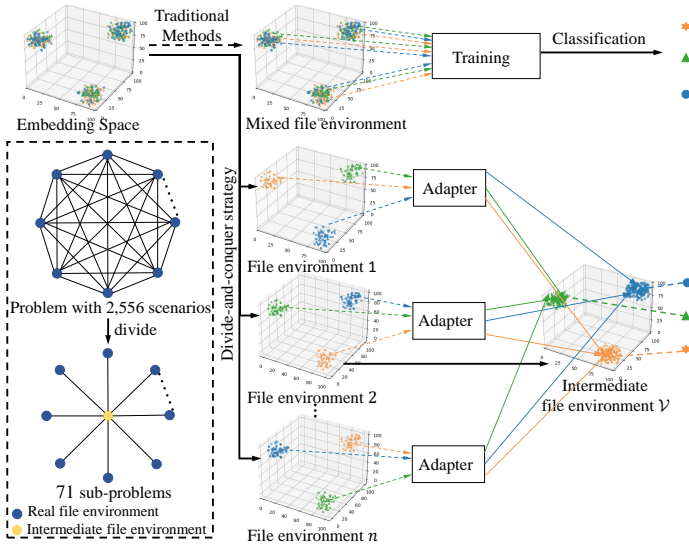 Traditional
Methods
Training
Classification
Embedding Space
Mixed file environment
Divide-and-conquer strategy
Adapter
File environment 1
Problem with 2,556 scenarios
divide
Adapter
File environment 2
Intermediate
file environment 𝒱
71 sub-problems
Real file environment
Intermediate file environment
Adapter
File environment n